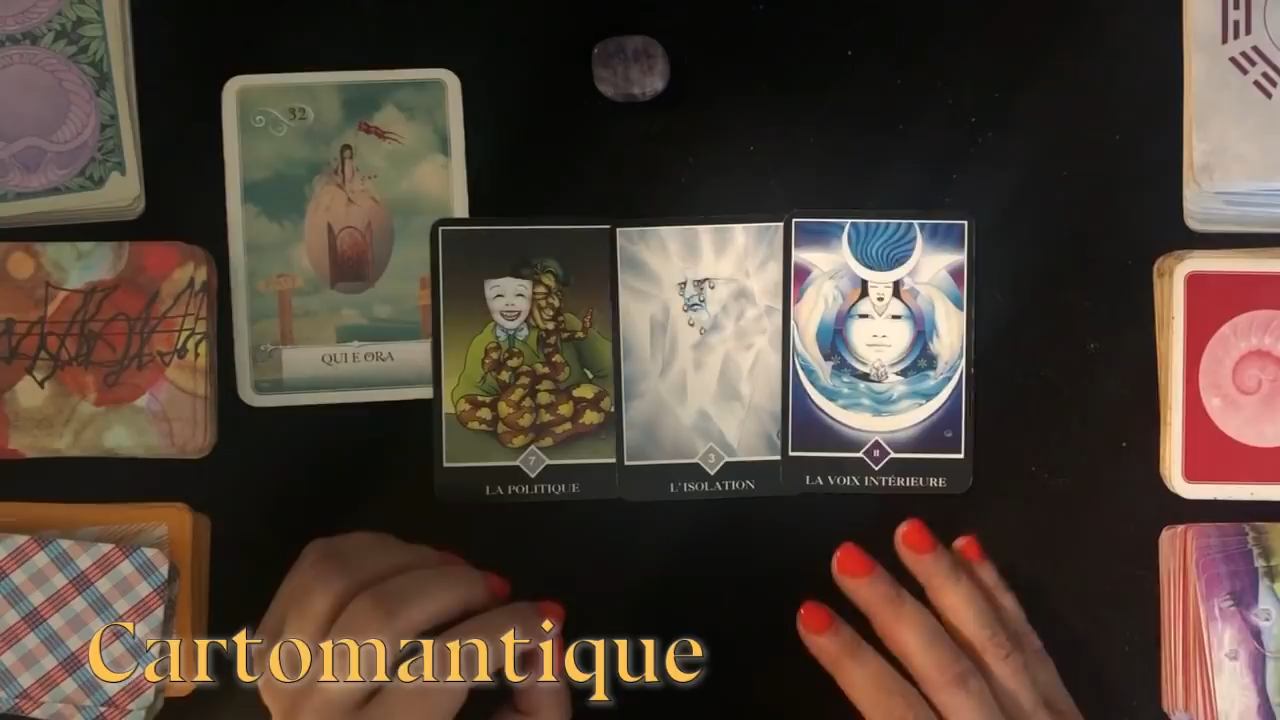 32
QUI E ORA
7
LA POLITIQUE
3
L'ISOLATION
II
LA VOIX INTÉRIEURE
Cartomantique